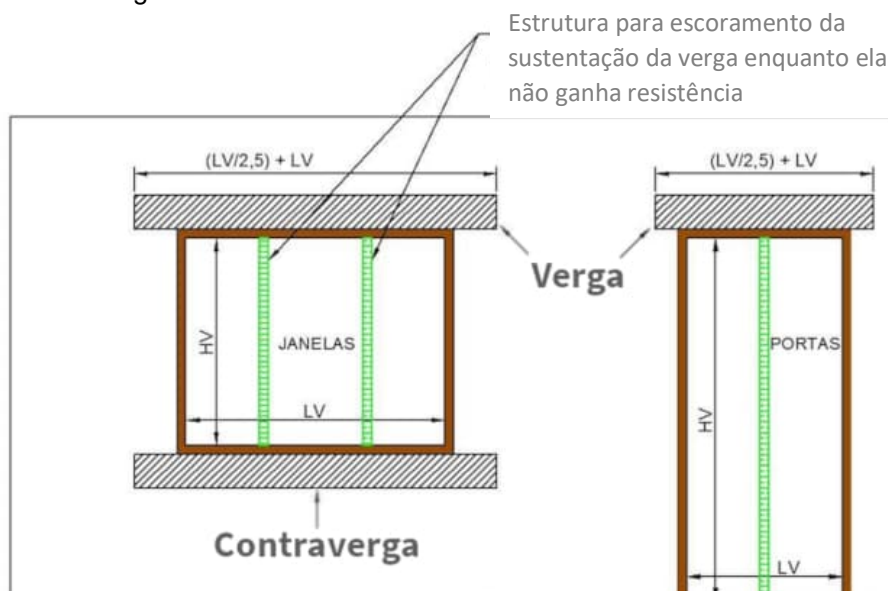 Estrutura para escoramento da
sustentação da verga enquanto ela
não ganha resistência
(LV/2,5) + LV
(LV/2,5) + LV
Verga
HV
JANELAS
LV
PORTAS
HV
LV
Contraverga